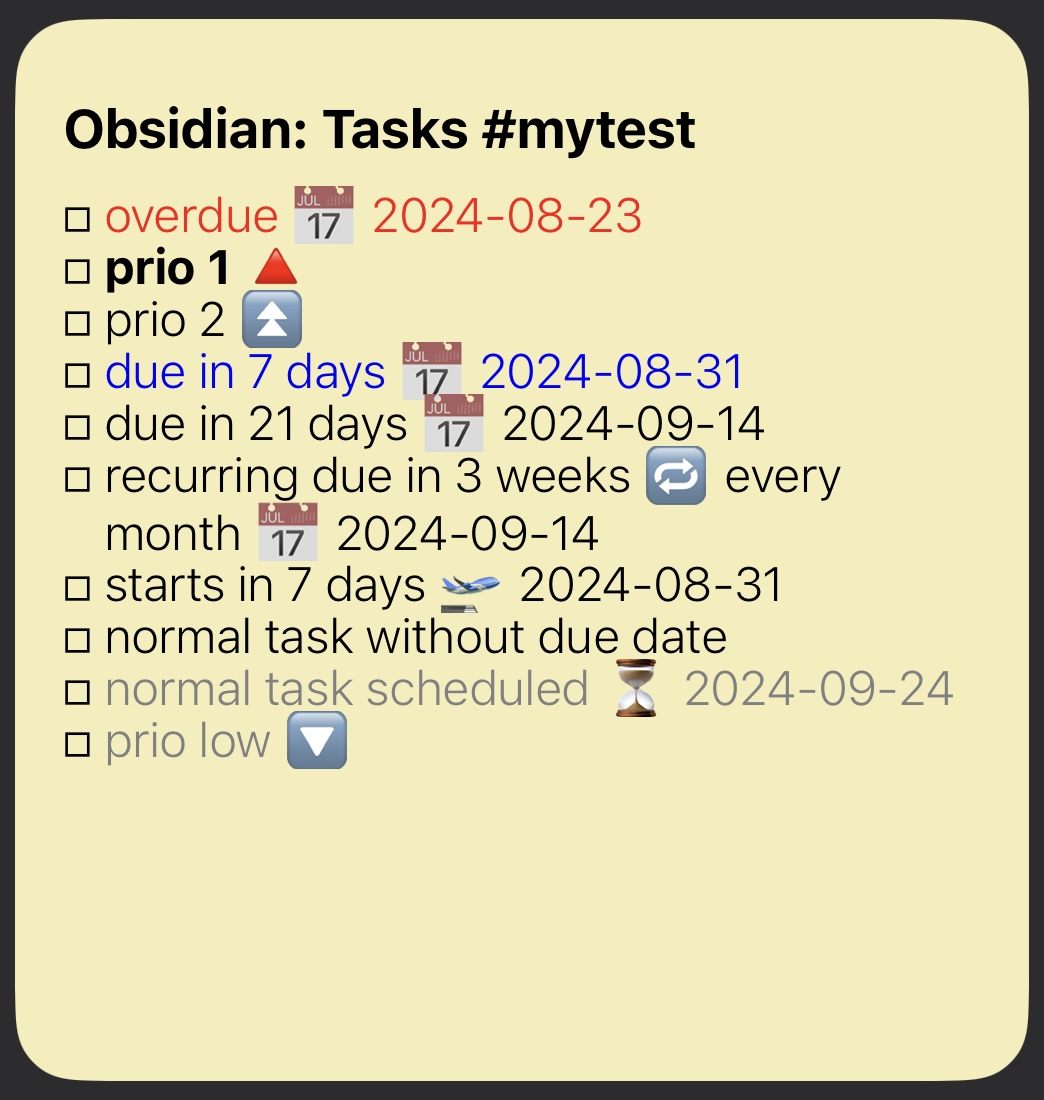 Obsidian: Tasks #mytest
☐ overdue 📅 2024-08-23
☐ prio 1 🔺
☐ prio 2 ⏫
☐ due in 7 days 📅 2024-08-31
☐ due in 21 days 📅 2024-09-14
☐ recurring due in 3 weeks 🔁 every
month 📅 2024-09-14
☐ starts in 7 days 🛫 2024-08-31
☐ normal task without due date
☐ normal task scheduled ⏳ 2024-09-24
☐ prio low 🔽